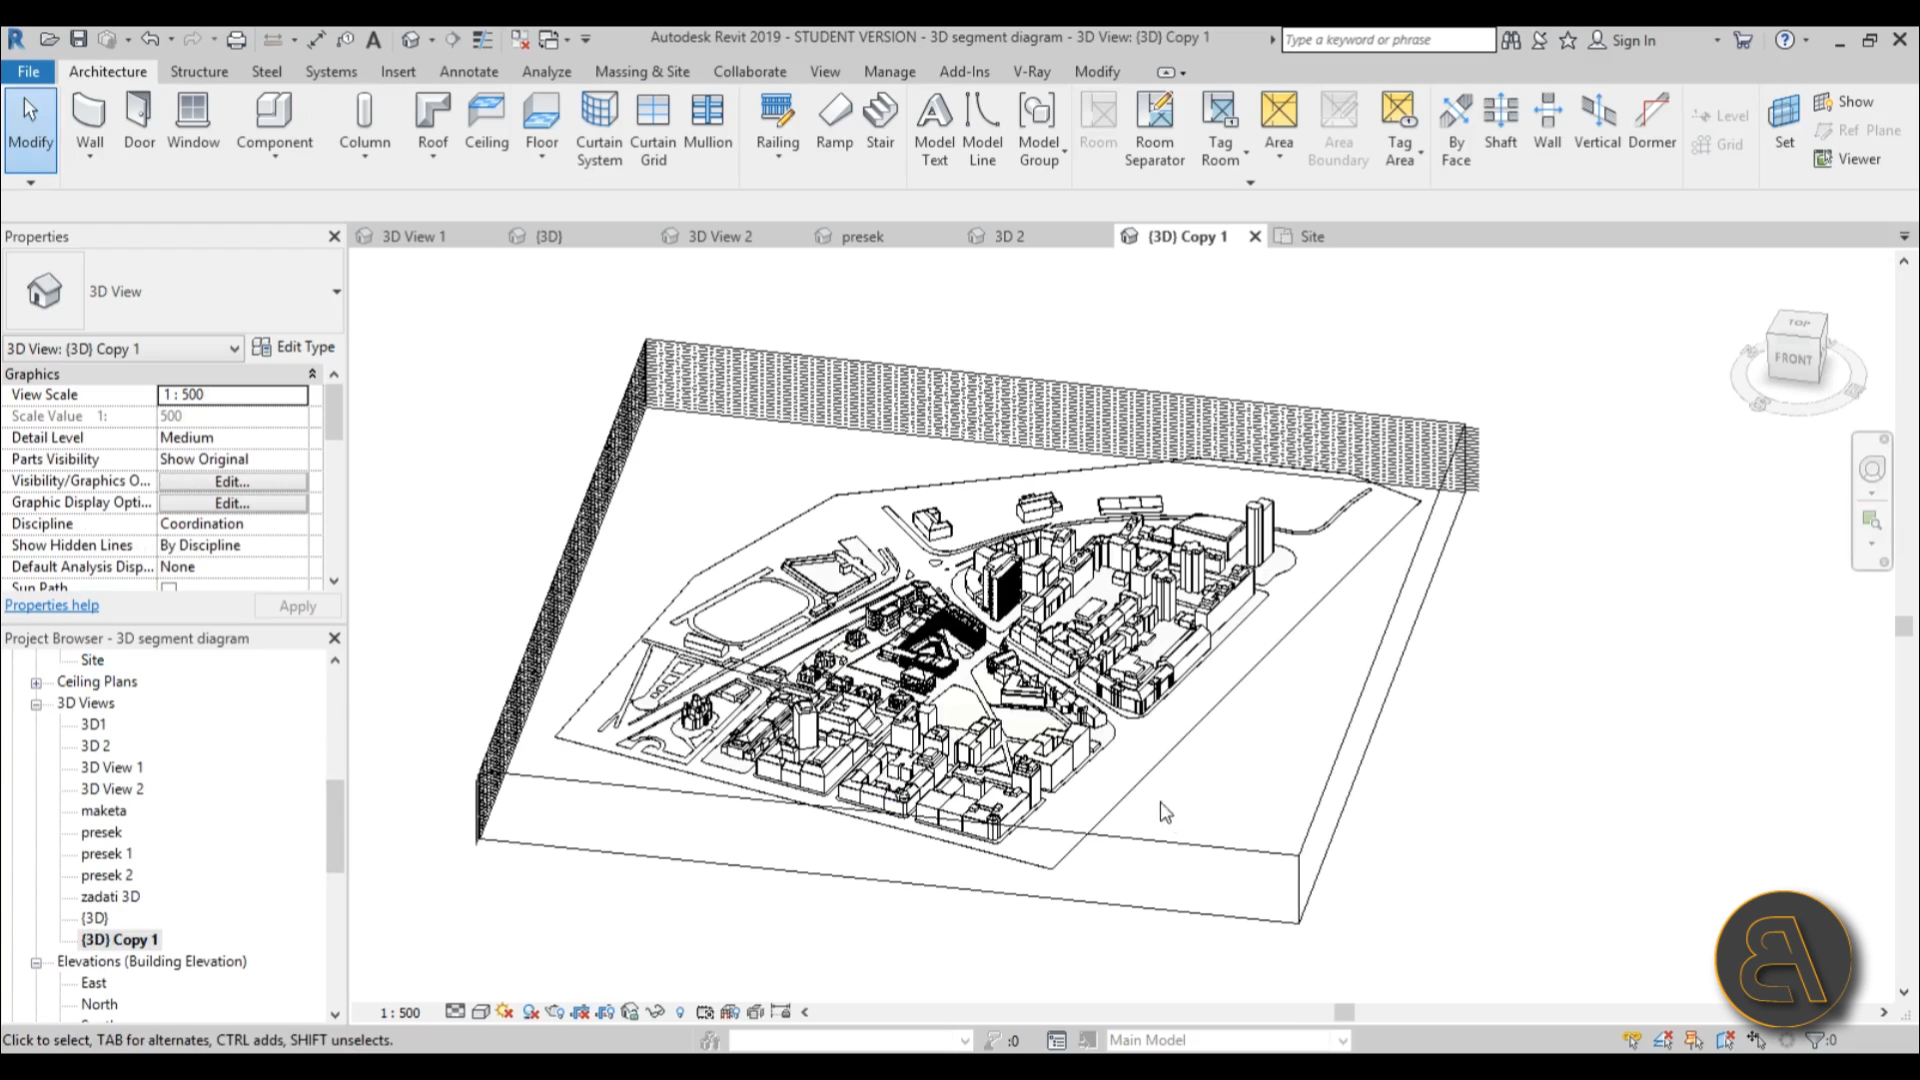 Autodesk Revit 2019 - STUDENT VERSION - 3D segment diagram - 3D View: {3D} Copy 1
Type a keyword or phrase
Sign In
File Architecture Structure Steel Systems Insert Annotate Analyze Massing & Site Collaborate View Manage Add-Ins V-Ray Modify
Modify
Wall
Door
Window
Component
Column
Roof
Ceiling
Floor
Curtain System
Curtain Grid
Mullion
Railing
Ramp
Stair
Model Text
Model Line
Model Group
Room
Room Separator
Tag Room
Area
Area Boundary
Tag Area
By Face
Shaft
Wall
Vertical
Dormer
Level
Grid
Set
Show
Ref Plane
Viewer
Properties
3D View 1
{3D}
3D View 2
presek
3D 2
{3D} Copy 1
Site
3D View
3D View: {3D} Copy 1
Edit Type
Graphics
View Scale 1 : 500
Scale Value 1: 500
Detail Level Medium
Parts Visibility Show Original
Visibility/Graphics O... Edit...
Graphic Display Opti... Edit...
Discipline Coordination
Show Hidden Lines By Discipline
Default Analysis Disp... None
Sun Path
Properties help
Apply
Project Browser - 3D segment diagram
Site
Ceiling Plans
3D Views
3D1
3D 2
3D View 1
3D View 2
maketa
presek
presek 1
presek 2
zadati 3D
{3D}
{3D} Copy 1
Elevations (Building Elevation)
East
North
TOP
FRONT
1 : 500
Click to select, TAB for alternates, CTRL adds, SHIFT unselects.
:0
Main Model
:0